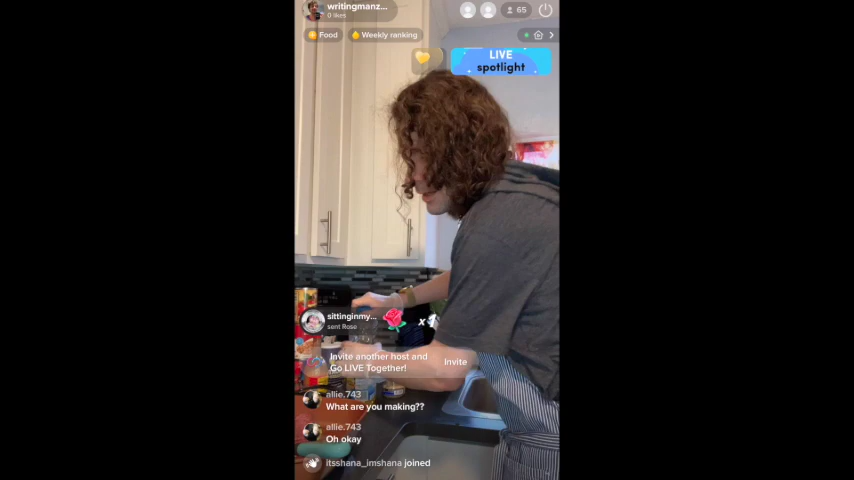 writingmanz...
0 likes
65
Food
Weekly ranking
LIVE
spotlight
sittinginmy...
sent Rose
x
Invite another host and
Go LIVE Together!
Invite
allie.743
What are you making??
allie.743
Oh okay
itsshana_imshana joined